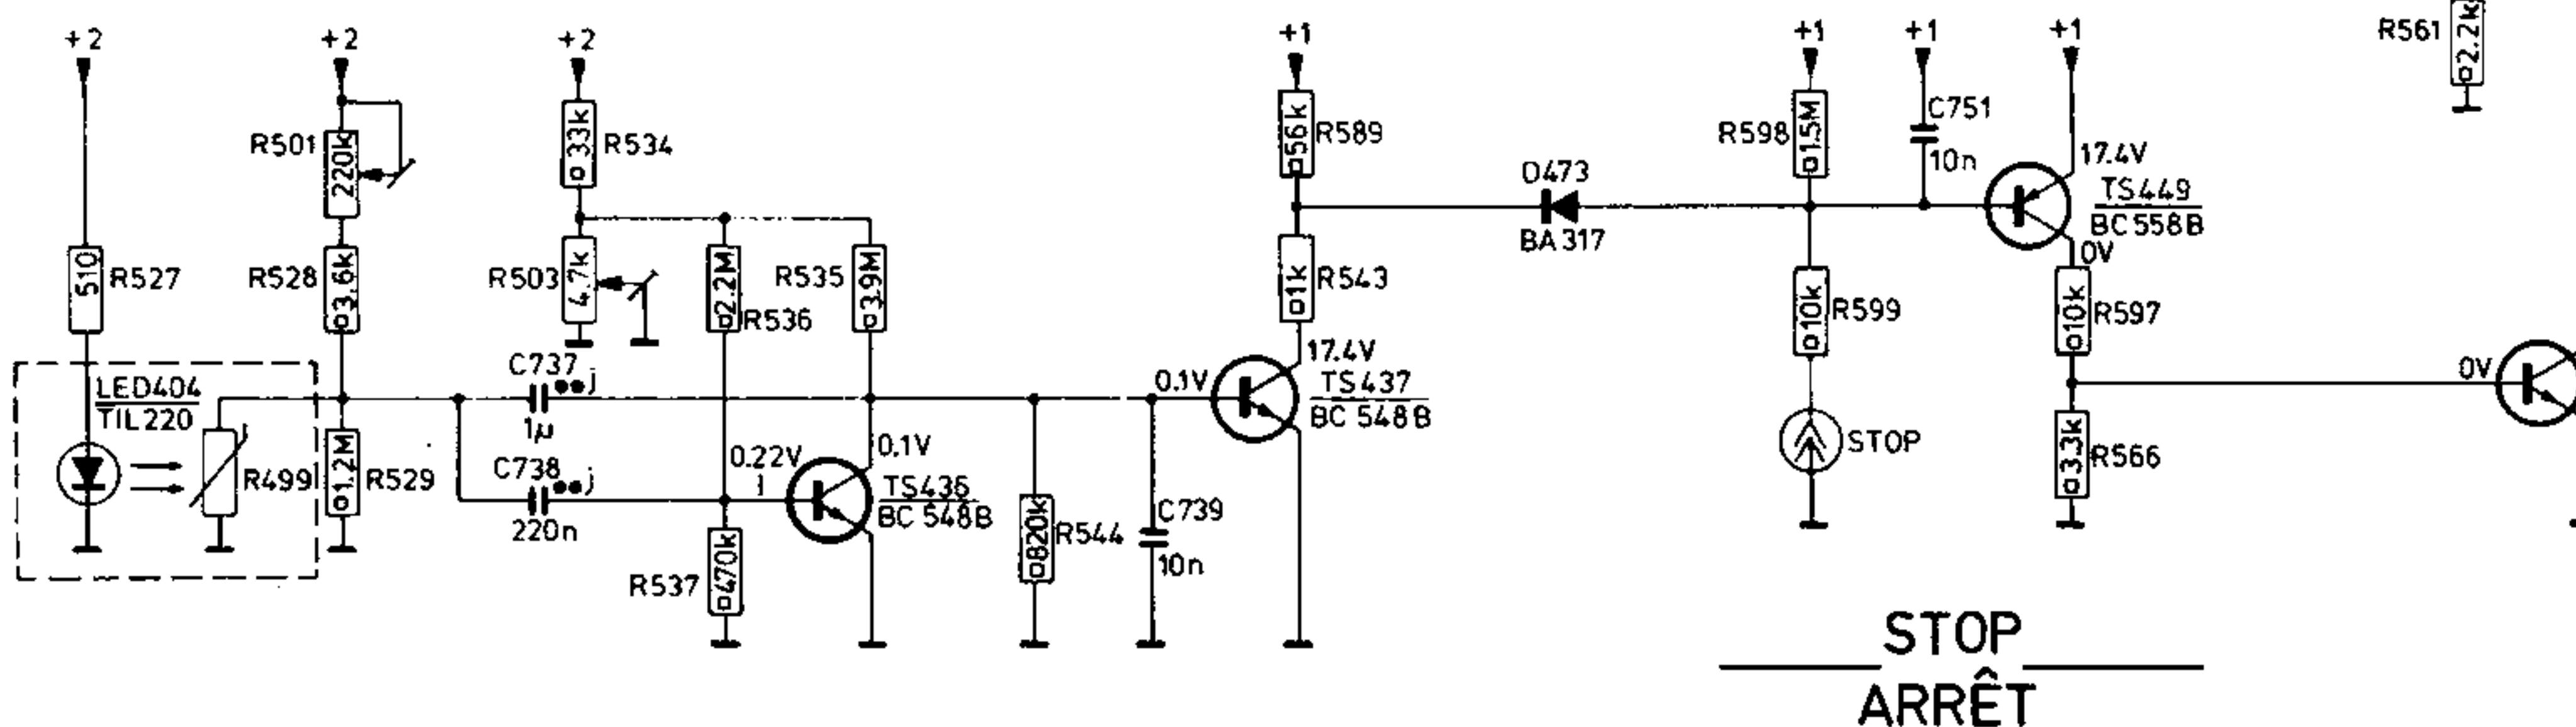 +2
+2
+2
+1
+1
+1
+1
R561
2.2k
R501
220k
33k
R534
56k
R589
R598
1.5M
C751
10n
17.4V
TS449
BC558B
0V
D473
BA317
510
R527
R528
3.6k
R503
4.7k
2.2M
R536
R535
3.9M
1k
R543
10k
R599
10k
R597
LED404
TIL220
C737
j
1µ
0.1V
17.4V
TS437
BC 548B
0V
R499
1.2M
R529
C738
j
220n
0.22V
0.1V
TS436
BC 548B
STOP
3.3k
R566
R537
470k
820k
R544
C739
10n
STOP
ARRÊT